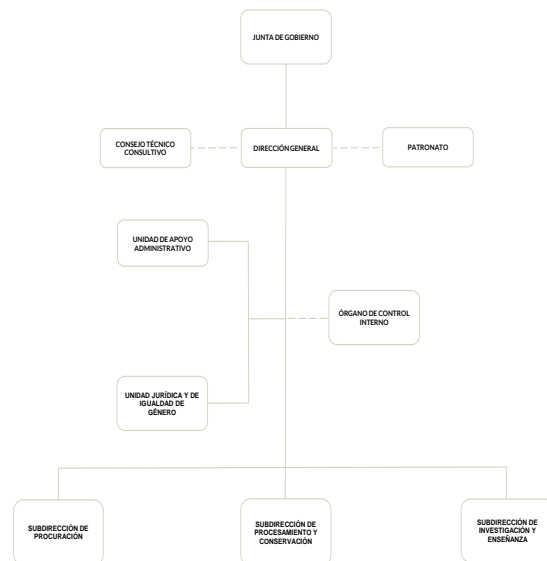 JUNTA DE GOBIERNO
CONSEJO TÉCNICO
CONSULTIVO
DIRECCIÓN GENERAL
PATRONATO
UNIDAD DE APOYO
ADMINISTRATIVO
ÓRGANO DE CONTROL
INTERNO
UNIDAD JURÍDICA Y DE
IGUALDAD DE
GÉNERO
SUBDIRECCIÓN DE
PROCURACIÓN
SUBDIRECCIÓN DE
PROCESAMIENTO Y
CONSERVACIÓN
SUBDIRECCIÓN DE
INVESTIGACIÓN Y
ENSEÑANZA